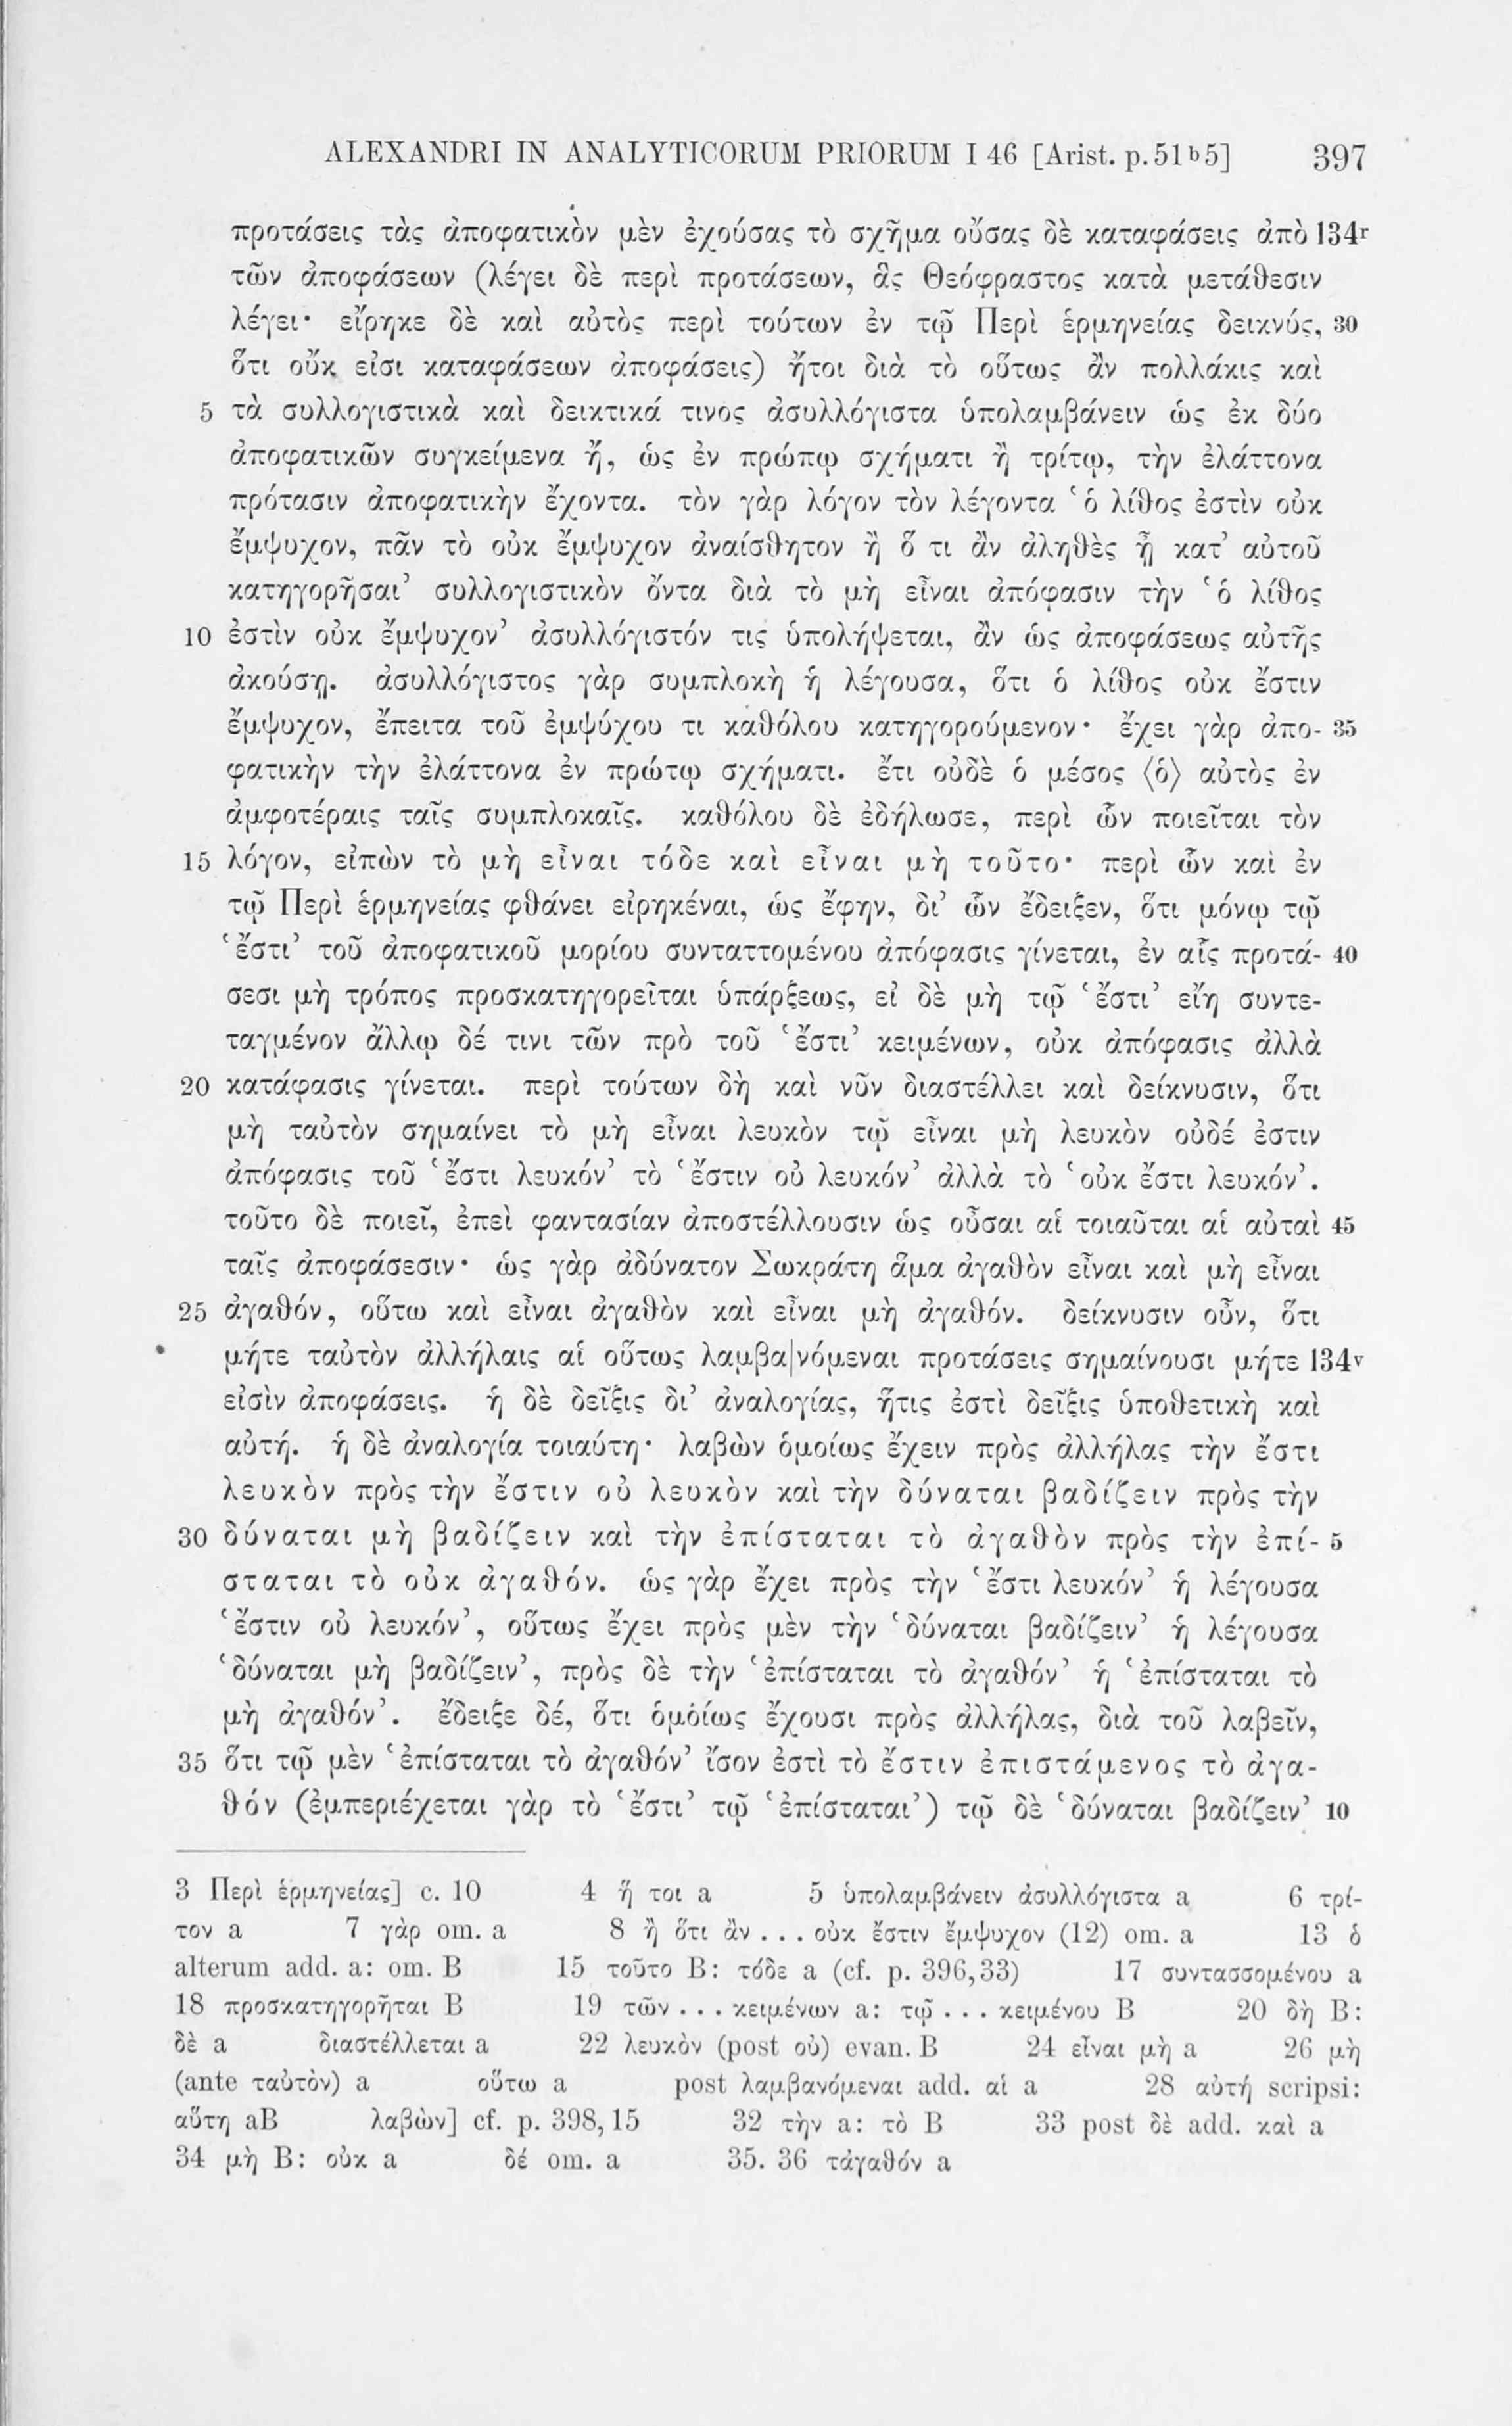 ALEXANDRI IN ANALYTICORUM PRIORUM I 46 [Arist. p. 51b5] 397
προτάσεις τὰς ἀποφατικὸν μὲν ἐχούσας τὸ σχῆμα οὔσας δὲ καταφάσεις ἀπὸ 134r
τῶν ἀποφάσεων (λέγει δὲ περὶ προτάσεων, ἃς Θεόφραστος κατὰ μετάθεσιν
λέγει· εἴρηκε δὲ καὶ αὐτὸς περὶ τούτων ἐν τῷ Περὶ ἑρμηνείας δεικνύς, 30
ὅτι οὔκ εἰσι καταφάσεων ἀποφάσεις) ἤτοι διὰ τὸ οὕτως ἂν πολλάκις καὶ
5 τὰ συλλογιστικὰ καὶ δεικτικά τινος ἀσυλλόγιστα ὑπολαμβάνειν ὡς ἐκ δύο
ἀποφατικῶν συγκείμενα ἤ, ὡς ἐν πρώπῳ σχήματι ἢ τρίτῳ, τὴν ἐλάττονα
πρότασιν ἀποφατικὴν ἔχοντα. τὸν γὰρ λόγον τὸν λέγοντα ‘ὁ λίθος ἐστὶν οὐκ
ἔμψυχον, πᾶν τὸ οὐκ ἔμψυχον ἀναίσθητον ἢ ὅ τι ἂν ἀληθὲς ᾖ κατ’ αὐτοῦ
κατηγορῆσαι’ συλλογιστικὸν ὄντα διὰ τὸ μὴ εἶναι ἀπόφασιν τὴν ‘ὁ λίθος
10 ἐστὶν οὐκ ἔμψυχον’ ἀσυλλόγιστόν τις ὑπολήψεται, ἂν ὡς ἀποφάσεως αὐτῆς
ἀκούσῃ. ἀσυλλόγιστος γὰρ συμπλοκὴ ἡ λέγουσα, ὅτι ὁ λίθος οὐκ ἔστιν
ἔμψυχον, ἔπειτα τοῦ ἐμψύχου τι καθόλου κατηγορούμενον· ἔχει γὰρ ἀπο- 35
φατικὴν τὴν ἐλάττονα ἐν πρώτῳ σχήματι. ἔτι οὐδὲ ὁ μέσος ⟨ὁ⟩ αὐτὸς ἐν
ἀμφοτέραις ταῖς συμπλοκαῖς. καθόλου δὲ ἐδήλωσε, περὶ ὧν ποιεῖται τὸν
15 λόγον, εἰπὼν τὸ μὴ εἶναι τόδε καὶ εἶναι μὴ τοῦτο· περὶ ὧν καὶ ἐν
τῷ Περὶ ἑρμηνείας φθάνει εἰρηκέναι, ὡς ἔφην, δι’ ὧν ἔδειξεν, ὅτι μόνῳ τῷ
‘ἔστι’ τοῦ ἀποφατικοῦ μορίου συνταττομένου ἀπόφασις γίνεται, ἐν αἷς προτά- 40
σεσι μὴ τρόπος προσκατηγορεῖται ὑπάρξεως, εἰ δὲ μὴ τῷ ‘ἔστι’ εἴη συντε-
ταγμένον ἄλλῳ δέ τινι τῶν πρὸ τοῦ ‘ἔστι’ κειμένων, οὐκ ἀπόφασις ἀλλὰ
20 κατάφασις γίνεται. περὶ τούτων δὴ καὶ νῦν διαστέλλει καὶ δείκνυσιν, ὅτι
μὴ ταὐτὸν σημαίνει τὸ μὴ εἶναι λευκὸν τῷ εἶναι μὴ λευκὸν οὐδέ ἐστιν
ἀπόφασις τοῦ ‘ἔστι λευκόν’ τὸ ‘ἔστιν οὐ λευκόν’ ἀλλὰ τὸ ‘οὐκ ἔστι λευκόν’.
τοῦτο δὲ ποιεῖ, ἐπεὶ φαντασίαν ἀποστέλλουσιν ὡς οὖσαι αἱ τοιαῦται αἱ αὐταὶ 45
ταῖς ἀποφάσεσιν· ὡς γὰρ ἀδύνατον Σωκράτη ἅμα ἀγαθὸν εἶναι καὶ μὴ εἶναι
25 ἀγαθόν, οὕτω καὶ εἶναι ἀγαθὸν καὶ εἶναι μὴ ἀγαθόν. δείκνυσιν οὖν, ὅτι
μήτε ταὐτὸν ἀλλήλαις αἱ οὕτως λαμβα|νόμεναι προτάσεις σημαίνουσι μήτε 134v
εἰσὶν ἀποφάσεις. ἡ δὲ δεῖξις δι’ ἀναλογίας, ἥτις ἐστὶ δεῖξις ὑποθετικὴ καὶ
αὐτή. ἡ δὲ ἀναλογία τοιαύτη· λαβὼν ὁμοίως ἔχειν πρὸς ἀλλήλας τὴν ἔστι
λευκὸν πρὸς τὴν ἔστιν οὐ λευκὸν καὶ τὴν δύναται βαδίζειν πρὸς τὴν
30 δύναται μὴ βαδίζειν καὶ τὴν ἐπίσταται τὸ ἀγαθὸν πρὸς τὴν ἐπί- 5
σταται τὸ οὐκ ἀγαθόν. ὡς γὰρ ἔχει πρὸς τὴν ‘ἔστι λευκόν’ ἡ λέγουσα
‘ἔστιν οὐ λευκόν’, οὕτως ἔχει πρὸς μὲν τὴν ‘δύναται βαδίζειν’ ἡ λέγουσα
‘δύναται μὴ βαδίζειν’, πρὸς δὲ τὴν ‘ἐπίσταται τὸ ἀγαθόν’ ἡ ‘ἐπίσταται τὸ
μὴ ἀγαθόν’. ἔδειξε δέ, ὅτι ὁμοίως ἔχουσι πρὸς ἀλλήλας, διὰ τοῦ λαβεῖν,
35 ὅτι τῷ μὲν ‘ἐπίσταται τὸ ἀγαθόν’ ἴσον ἐστὶ τὸ ἔστιν ἐπιστάμενος τὸ ἀγα-
θόν (ἐμπεριέχεται γὰρ τὸ ‘ἔστι’ τῷ ‘ἐπίσταται’) τῷ δὲ ‘δύναται βαδίζειν’ 10
3 Περὶ ἑρμηνείας] c. 10 4 ἥ τοι a 5 ὑπολαμβάνειν ἀσυλλόγιστα a 6 τρί-
τον a 7 γὰρ om. a 8 ἢ ὅτι ἂν . . . οὐκ ἔστιν ἔμψυχον (12) om. a 13 ὁ
alterum add. a: om. B 15 τοῦτο B: τόδε a (cf. p. 396,33) 17 συντασσομένου a
18 προσκατηγορῆται B 19 τῶν . . . κειμένων a: τῷ . . . κειμένου B 20 δὴ B:
δὲ a διαστέλλεται a 22 λευκὸν (post οὐ) evan. B 24 εἶναι μὴ a 26 μὴ
(ante ταὐτὸν) a οὕτω a post λαμβανόμεναι add. αἱ a 28 αὐτή scripsi:
αὕτη aB λαβὼν] cf. p. 398,15 32 τὴν a: τὸ B 33 post δὲ add. καὶ a
34 μὴ B: οὐκ a δέ om. a 35. 36 τἀγαθόν a